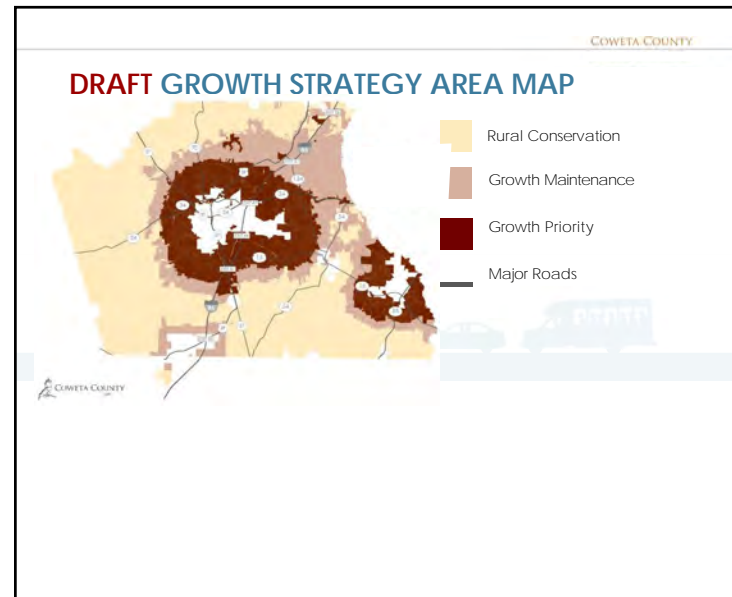 COWETA COUNTY
DRAFT GROWTH STRATEGY AREA MAP
Rural Conservation
Growth Maintenance
Growth Priority
Major Roads
COWETA COUNTY